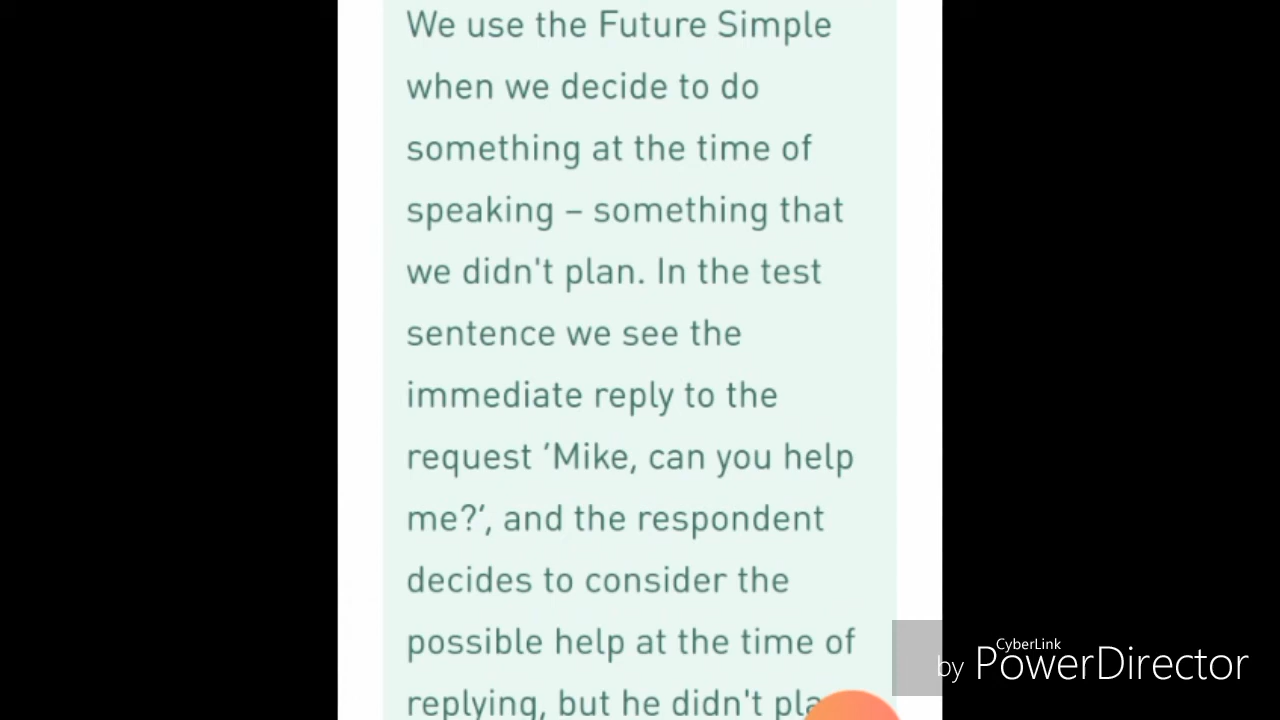 We use the Future Simple
when we decide to do
something at the time of
speaking – something that
we didn't plan. In the test
sentence we see the
immediate reply to the
request ‘Mike, can you help
me?‘, and the respondent
decides to consider the
possible help at the time of
replying, but he didn't
CyberLink
by PowerDirector